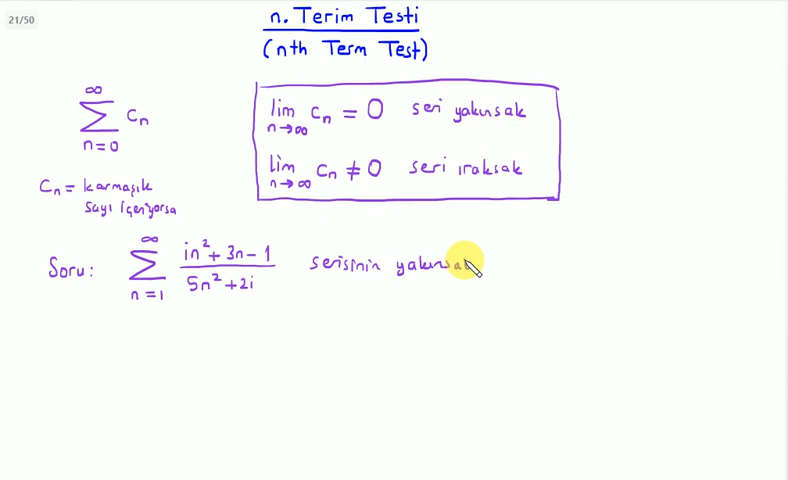 21/50
n. Terim Testi
(nth Term Test)
∞
∑ cn
n=0
lim cn = 0 seri yakınsak
n→∞
lim cn ≠ 0 seri ıraksak
n→∞
cn = karmaşık
sayı içeriyorsa
Soru: ∞ ∑ n=1 (in² + 3n - 1) / (5n² + 2i) serisinin yakınsa